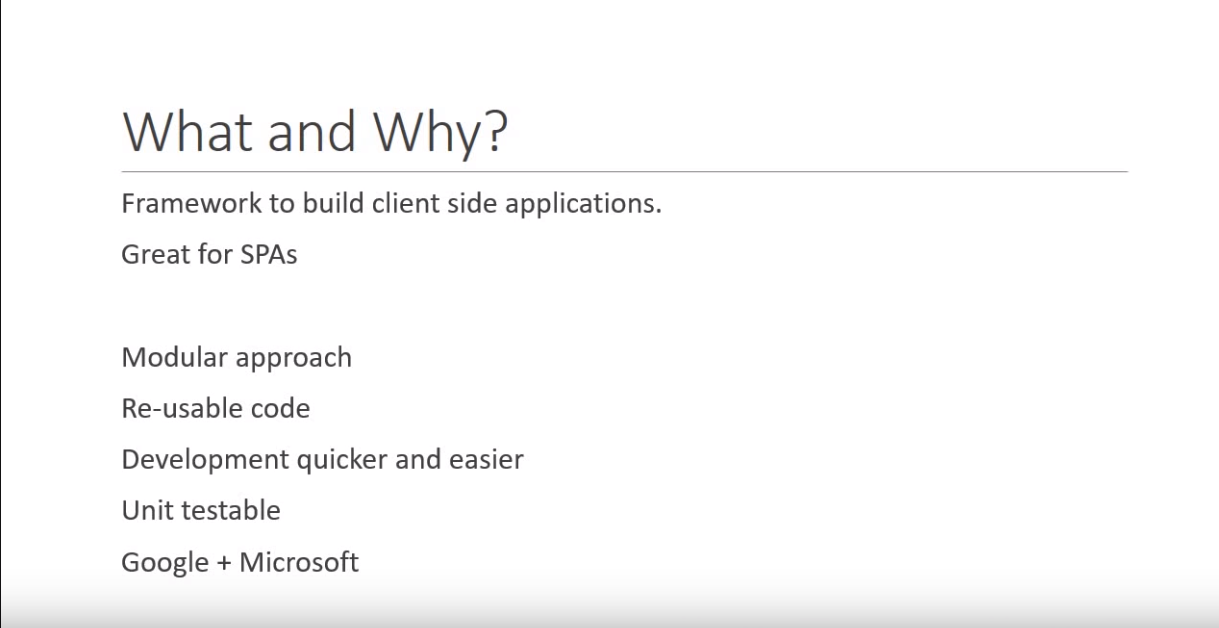 What and Why?
Framework to build client side applications.
Great for SPAs
Modular approach
Re-usable code
Development quicker and easier
Unit testable
Google + Microsoft